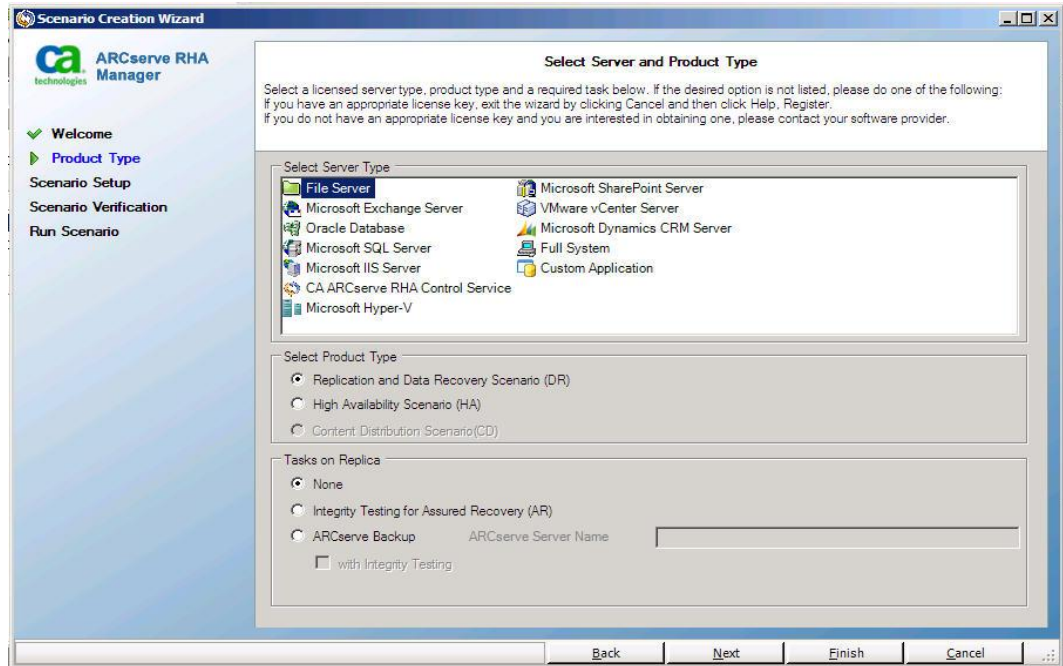 Scenario Creation Wizard
ca
technologies
ARCserve RHA
Manager
Welcome
Product Type
Scenario Setup
Scenario Verification
Run Scenario
Select Server and Product Type
Select a licensed server type, product type and a required task below. If the desired option is not listed, please do one of the following:
If you have an appropriate license key, exit the wizard by clicking Cancel and then click Help, Register.
If you do not have an appropriate license key and you are interested in obtaining one, please contact your software provider.
Select Server Type
File Server
Microsoft Exchange Server
Oracle Database
Microsoft SQL Server
Microsoft IIS Server
CA ARCserve RHA Control Service
Microsoft Hyper-V
Microsoft SharePoint Server
VMware vCenter Server
Microsoft Dynamics CRM Server
Full System
Custom Application
Select Product Type
Replication and Data Recovery Scenario (DR)
High Availability Scenario (HA)
Content Distribution Scenario(CD)
Tasks on Replica
None
Integrity Testing for Assured Recovery (AR)
ARCserve Backup
ARCserve Server Name
with Integrity Testing
Back
Next
Finish
Cancel